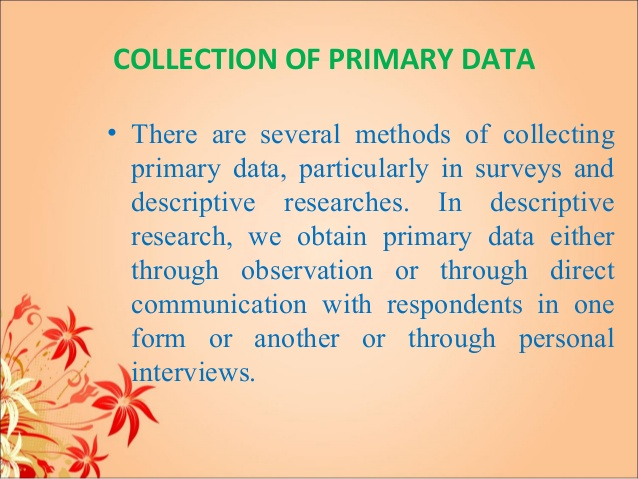 COLLECTION OF PRIMARY DATA
• There are several methods of collecting
primary data, particularly in surveys and
descriptive researches. In descriptive
research, we obtain primary data either
through observation or through direct
communication with respondents in one
form or another or through personal
interviews.